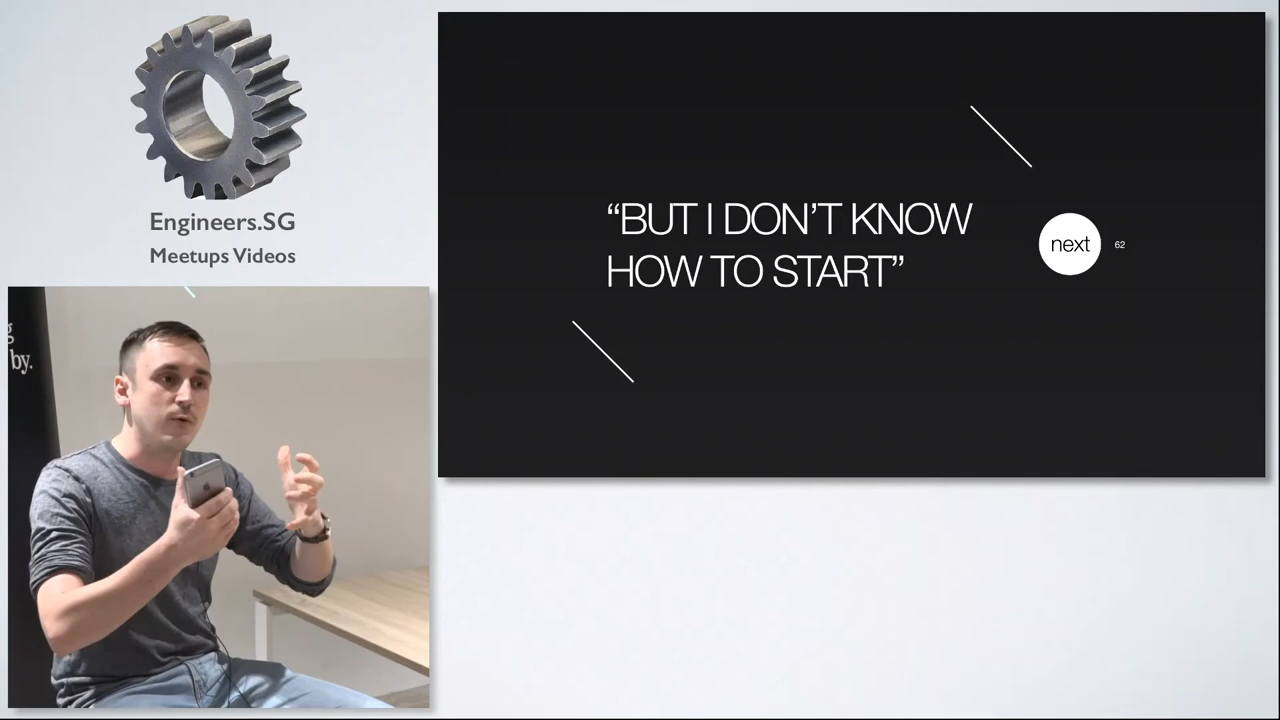 Engineers.SG
Meetups Videos
g
by.
“BUT I DON’T KNOW
HOW TO START”
next
62